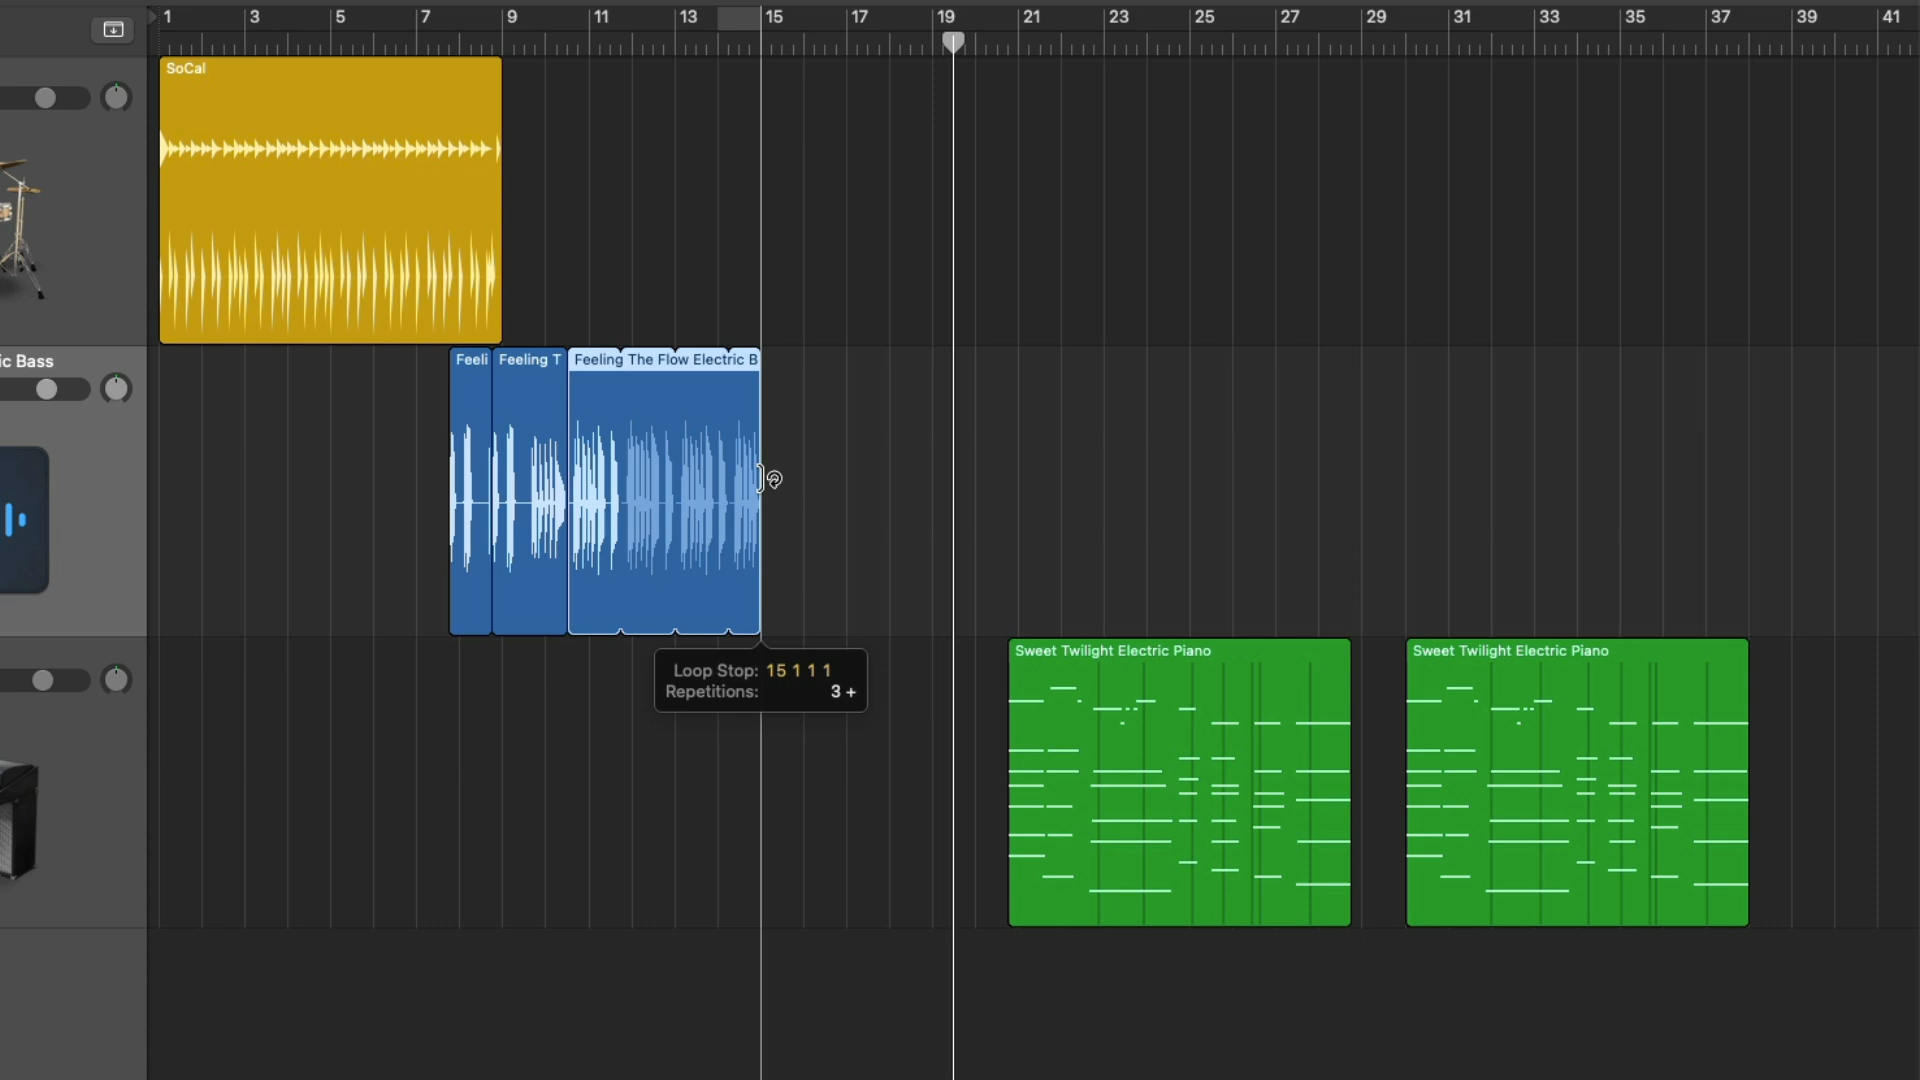 1 3 5 7 9 11 13 15 17 19 21 23 25 27 29 31 33 35 37 39 41
SoCal
ic Bass
Feeli Feeling T Feeling The Flow Electric B
Loop Stop: 15 1 1 1
Repetitions: 3 +
Sweet Twilight Electric Piano Sweet Twilight Electric Piano